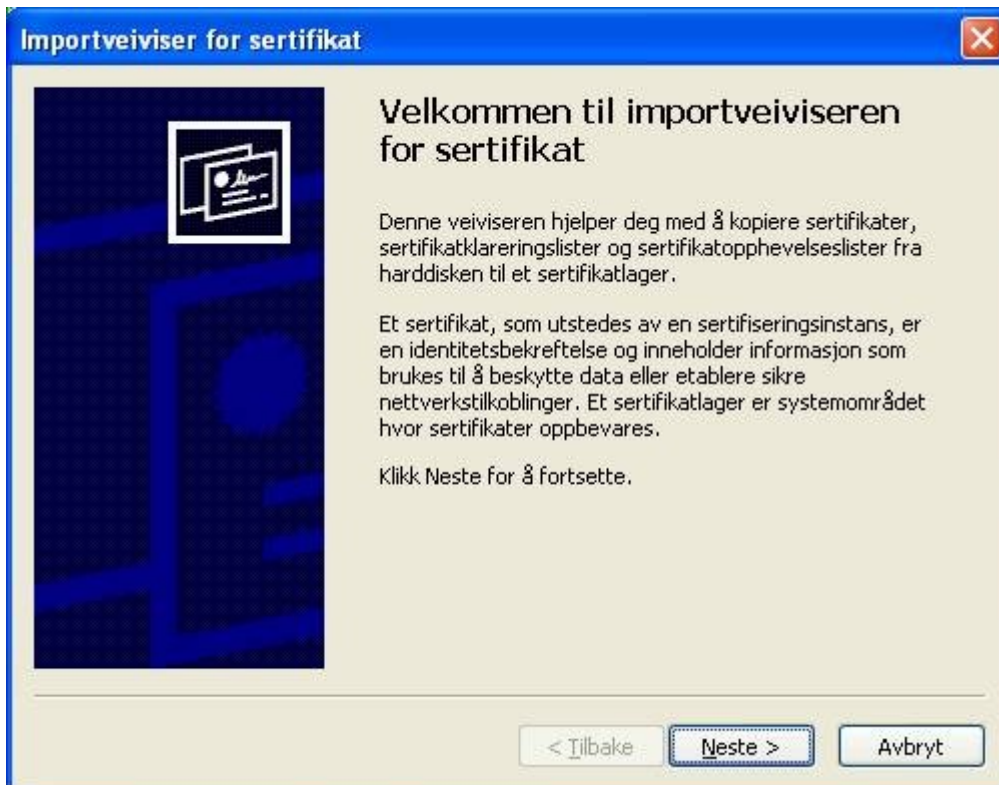 Importveiviser for sertifikat
Velkommen til importveiviseren
for sertifikat
Denne veiviseren hjelper deg med å kopiere sertifikater,
sertifikatklareringslister og sertifikatopphevelseslister fra
harddisken til et sertifikatlager.
Et sertifikat, som utstedes av en sertifiseringsinstans, er
en identitetsbekreftelse og inneholder informasjon som
brukes til å beskytte data eller etablere sikre
nettverkstilkoblinger. Et sertifikatlager er systemområdet
hvor sertifikater oppbevares.
Klikk Neste for å fortsette.
< Tilbake
Neste >
Avbryt